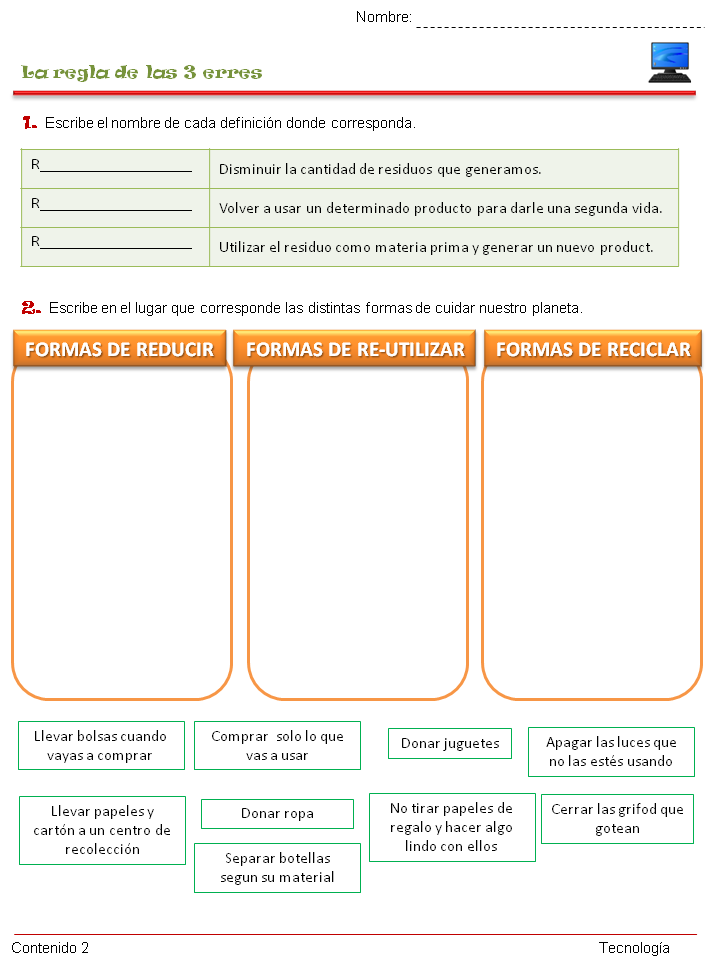 Nombre: 
La regla de las 3 erres
1. Escribe el nombre de cada definición donde corresponda.
R___________________ Disminuir la cantidad de residuos que generamos.
R___________________ Volver a usar un determinado producto para darle una segunda vida.
R___________________ Utilizar el residuo como materia prima y generar un nuevo product.
2. Escribe en el lugar que corresponde las distintas formas de cuidar nuestro planeta.
FORMAS DE REDUCIR
FORMAS DE RE-UTILIZAR
FORMAS DE RECICLAR
Llevar bolsas cuando
vayas a comprar
Comprar solo lo que
vas a usar
Donar juguetes
Apagar las luces que
no las estés usando
Llevar papeles y
cartón a un centro de
recolección
Donar ropa
Separar botellas
segun su material
No tirar papeles de
regalo y hacer algo
lindo con ellos
Cerrar las grifod que
gotean
Contenido 2
Tecnología